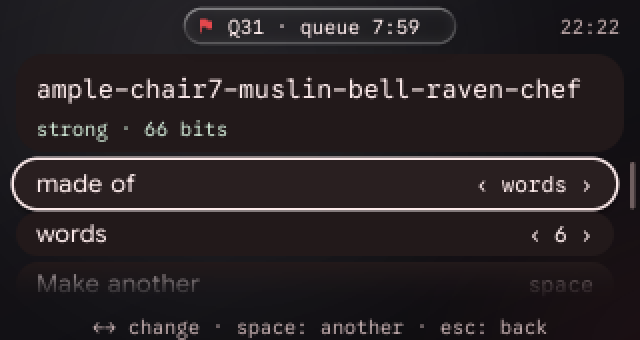 Q31 · queue 7:59
22:22
ample-chair7-muslin-bell-raven-chef
strong · 66 bits
made of ‹ words ›
words ‹ 6 ›
Make another space
↔ change · space: another · esc: back